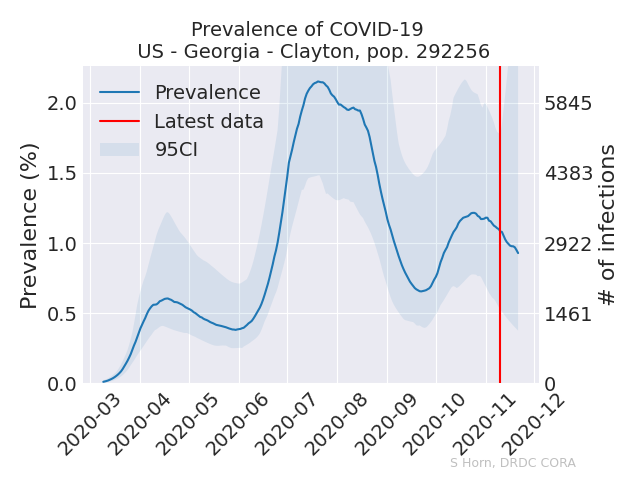 Prevalence of COVID-19
US - Georgia - Clayton, pop. 292256
Prevalence
Latest data
95CI
Prevalence (%)
2.0
1.5
1.0
0.5
0.0
5845
4383
2922
1461
0
# of infections
2020-03
2020-04
2020-05
2020-06
2020-07
2020-08
2020-09
2020-10
2020-11
2020-12
S Horn, DRDC CORA